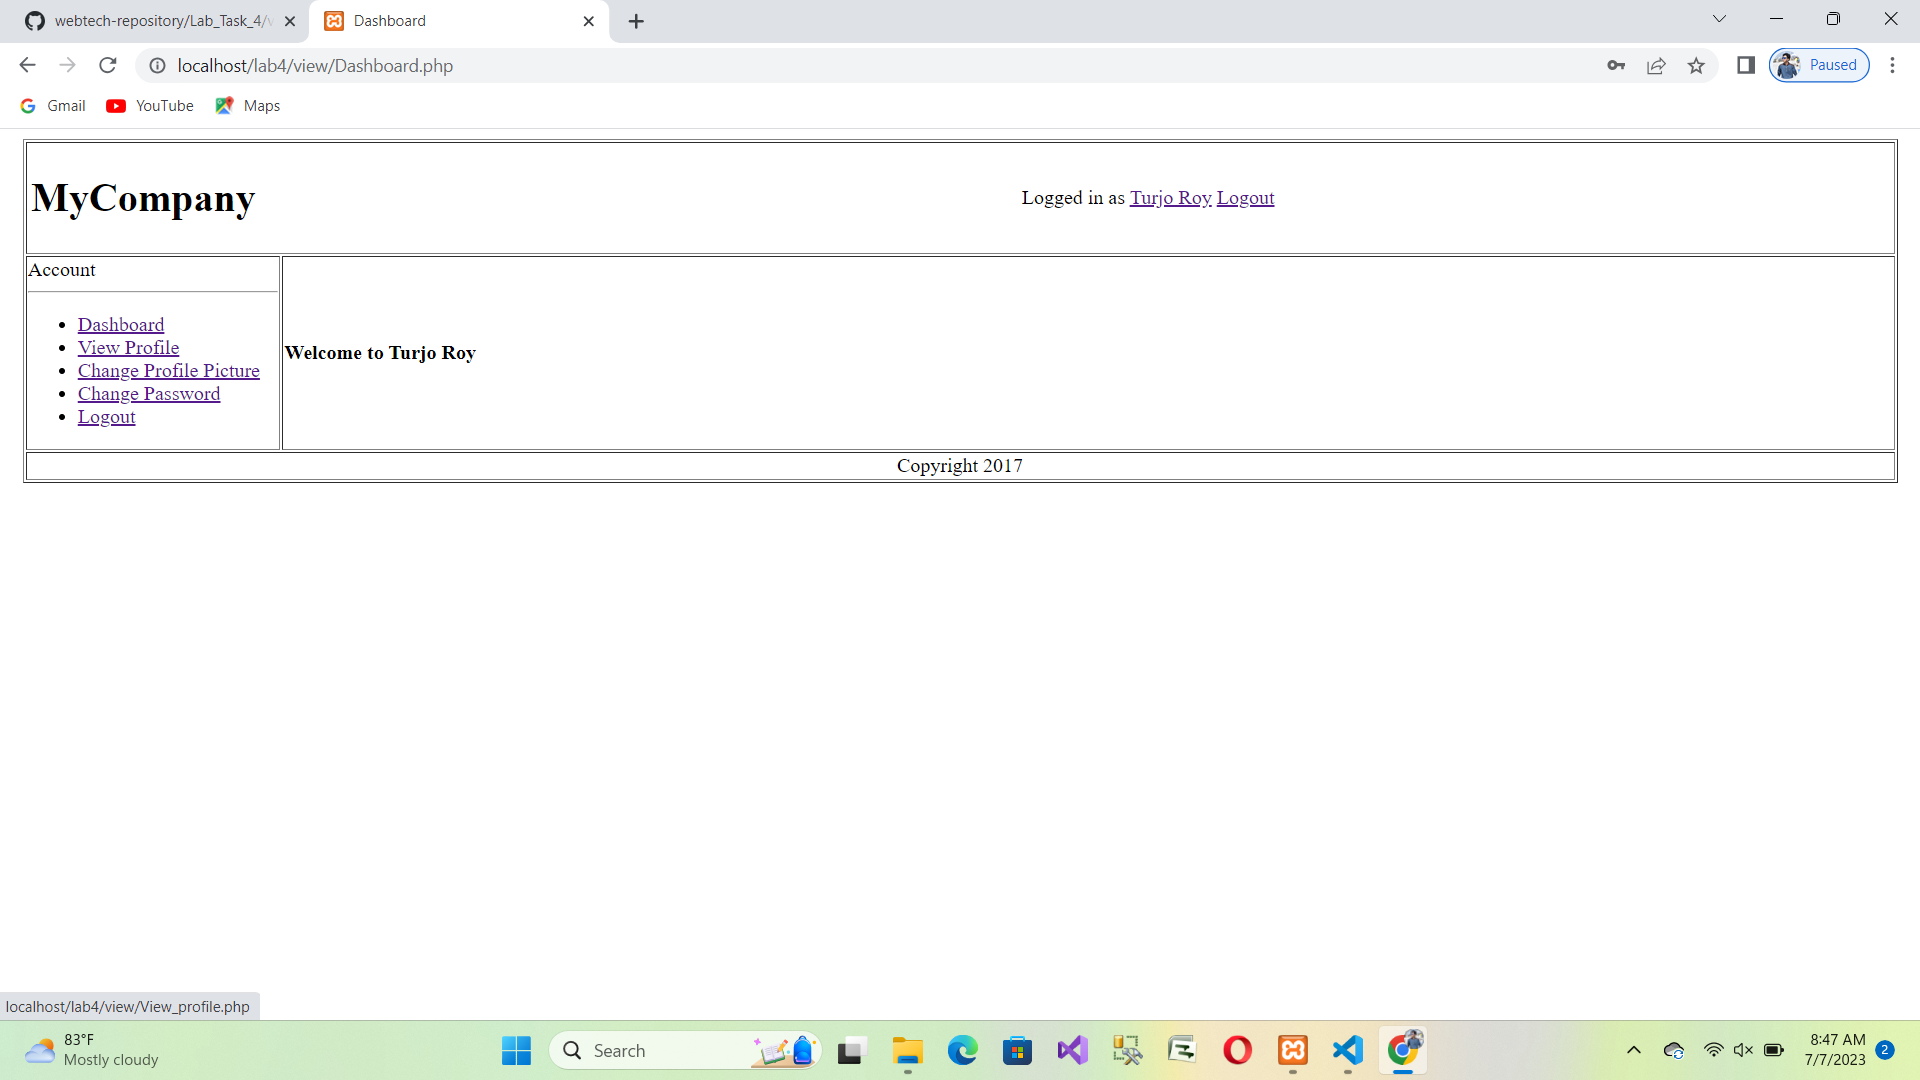 webtech-repository/Lab_Task_4/
Dashboard
localhost/lab4/view/Dashboard.php
Paused
Gmail
YouTube
Maps
MyCompany
Logged in as Turjo Roy Logout
Account
Dashboard
View Profile
Change Profile Picture
Change Password
Logout
Welcome to Turjo Roy
Copyright 2017
localhost/lab4/view/View_profile.php
83°F
Mostly cloudy
Search
8:47 AM
7/7/2023
2